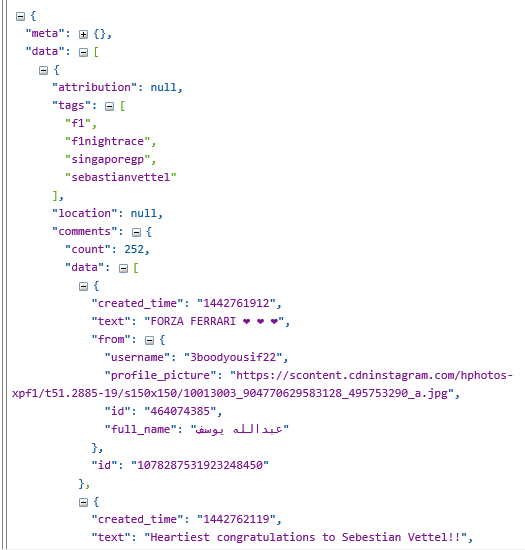 {
"meta": {},
"data": [
{
"attribution": null,
"tags": [
"f1",
"f1nightrace",
"singaporegp",
"sebastianvettel"
],
"location": null,
"comments": {
"count": 252,
"data": [
{
"created_time": "1442761912",
"text": "FORZA FERRARI ❤ ❤ ❤",
"from": {
"username": "3boodyousif22",
"profile_picture": "https://scontent.cdninstagram.com/hphotos-
xpf1/t51.2885-19/s150x150/10013003_904770629583128_495753290_a.jpg",
"id": "464074385",
"full_name": "عبدالله يوسف"
},
"id": "1078287531923248450"
},
{
"created_time": "1442762119",
"text": "Heartiest congratulations to Sebestian Vettel!!",